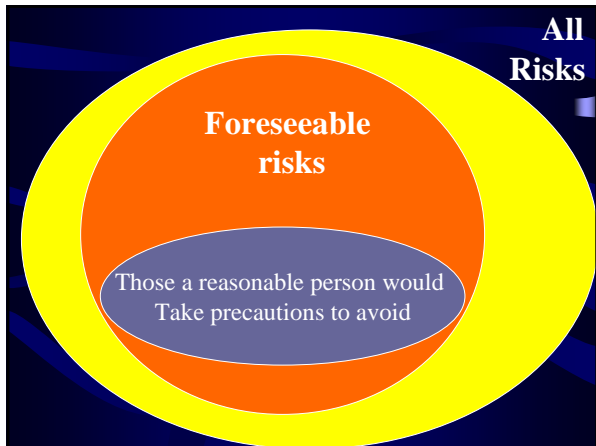 All
Risks
Foreseeable
risks
Those a reasonable person would
Take precautions to avoid